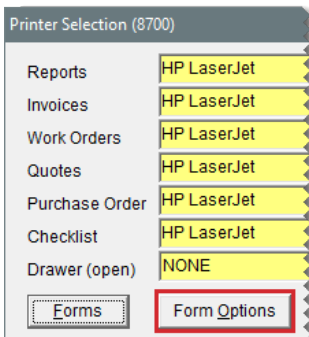 Printer Selection (8700)
Reports HP LaserJet
Invoices HP LaserJet
Work Orders HP LaserJet
Quotes HP LaserJet
Purchase Order HP LaserJet
Checklist HP LaserJet
Drawer (open) NONE
Forms Form Options